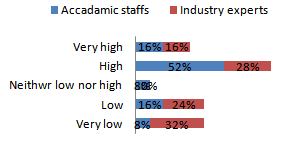 Accadamic staffs Industry experts
Very high 16% 16%
High 52% 28%
Neithwr low nor high 8%
Low 16% 24%
Very low 8% 32%